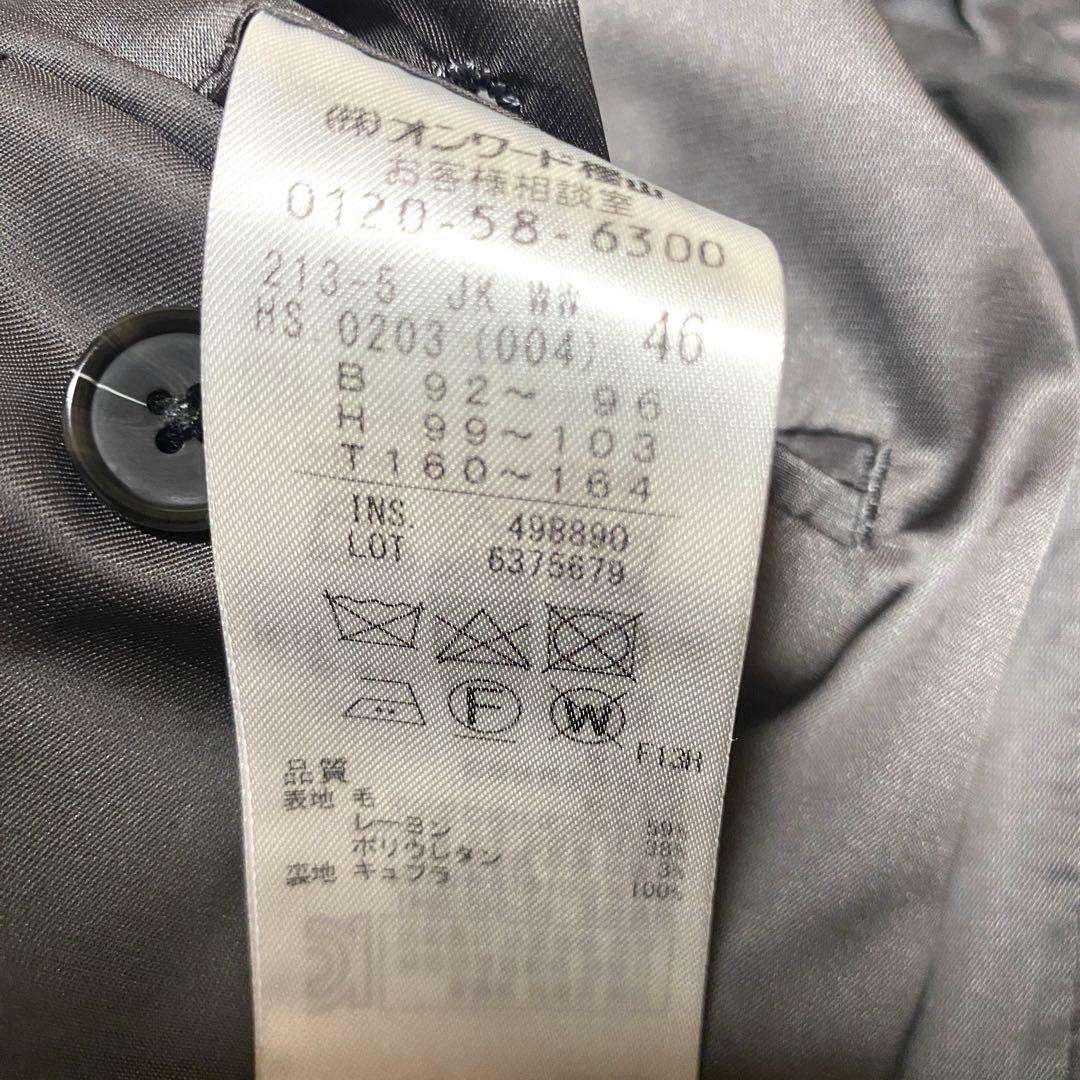 ㈱オンワード樫山
お客様相談室
0120-58-6300
213-5 JK WW 46
HS.0203 (004)
B 92～ 96
H 99～103
T 160～164
INS. 498890
LOT 6375679
F
W
F13H
品質
表地 毛 59%
レーヨン 38%
ポリウレタン 3%
裏地 キュプラ 100%